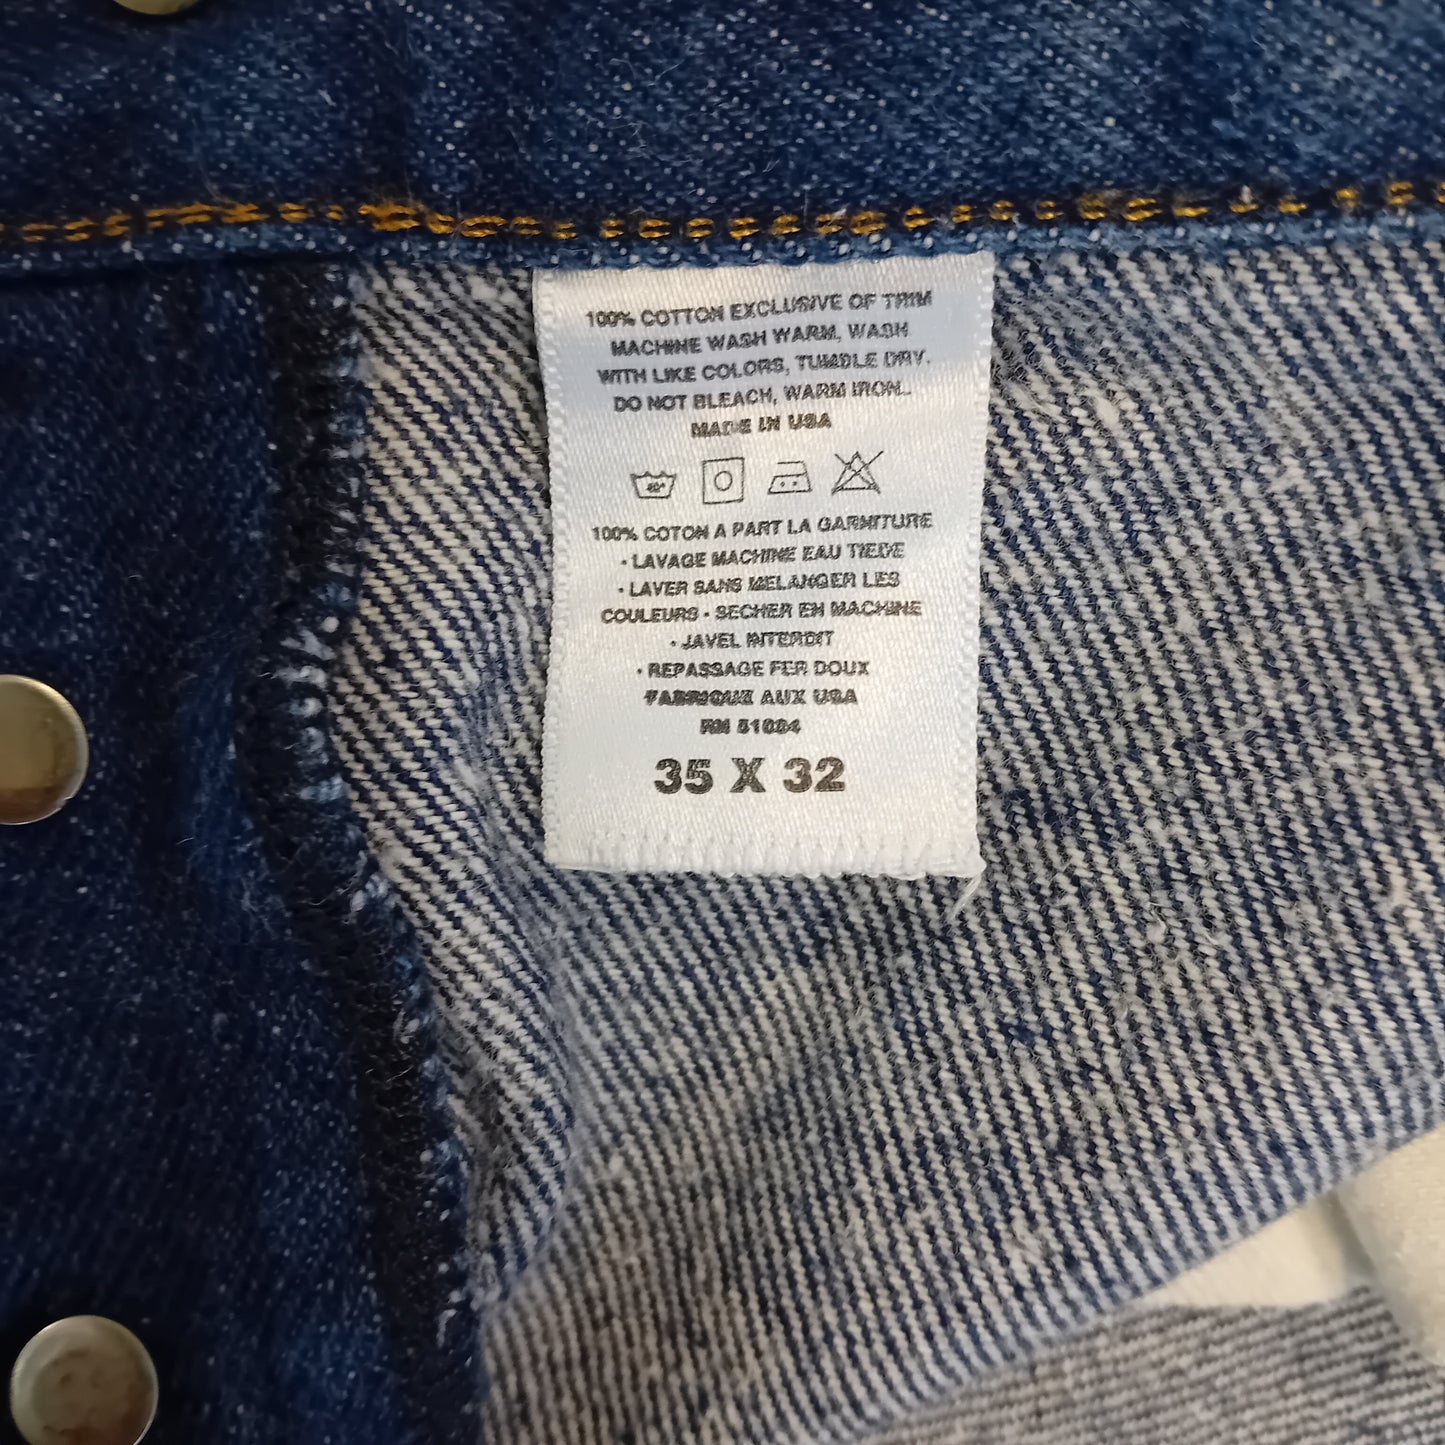 100% COTTON EXCLUSIVE OF TRIM
MACHINE WASH WARM, WASH
WITH LIKE COLORS, TUMBLE DRY.
DO NOT BLEACH, WARM IRON..
MADE IN USA
40°
100% COTON A PART LA GARNITURE
• LAVAGE MACHINE EAU TIEDE
• LAVER SANS MELANGER LES
COULEURS • SECHER EN MACHINE
• JAVEL INTERDIT
• REPASSAGE FER DOUX
FABRIQUE AUX USA
RN 51084
35 X 32